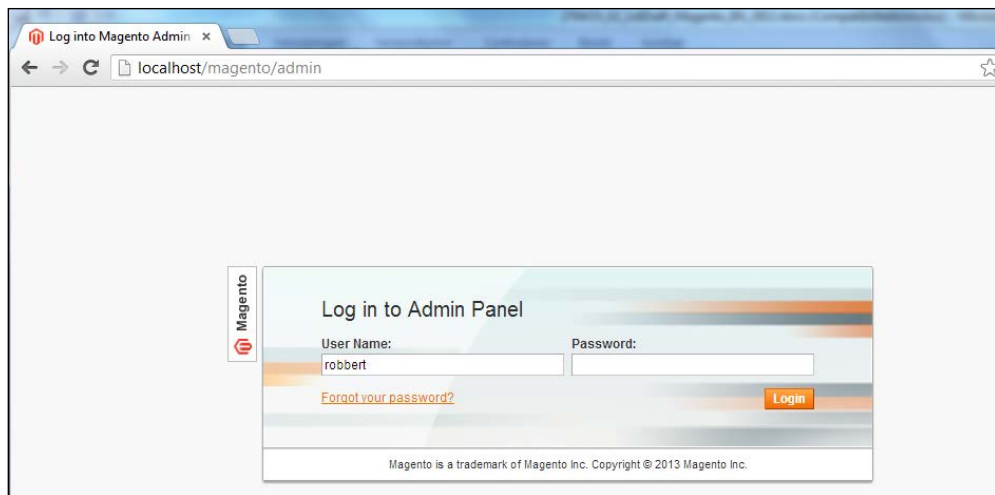 Log into Magento Admin
localhost/magento/admin
Magento
Log in to Admin Panel
User Name:
Password:
robbert
Forgot your password?
Login
Magento is a trademark of Magento Inc. Copyright © 2013 Magento Inc.